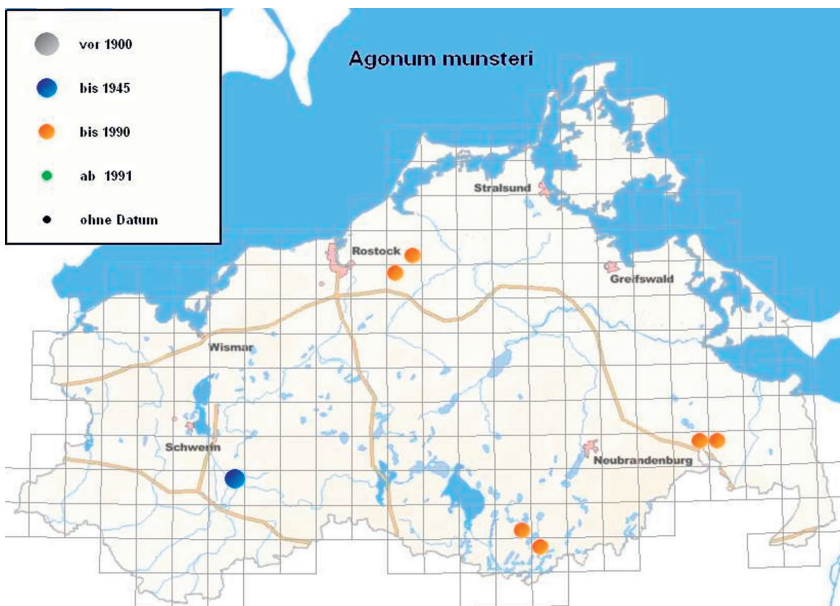 Agonum munsteri
vor 1900
bis 1945
bis 1990
ab 1991
ohne Datum
Stralsund
Rostock
Greifswald
Wismar
Schwerin
Neubrandenburg